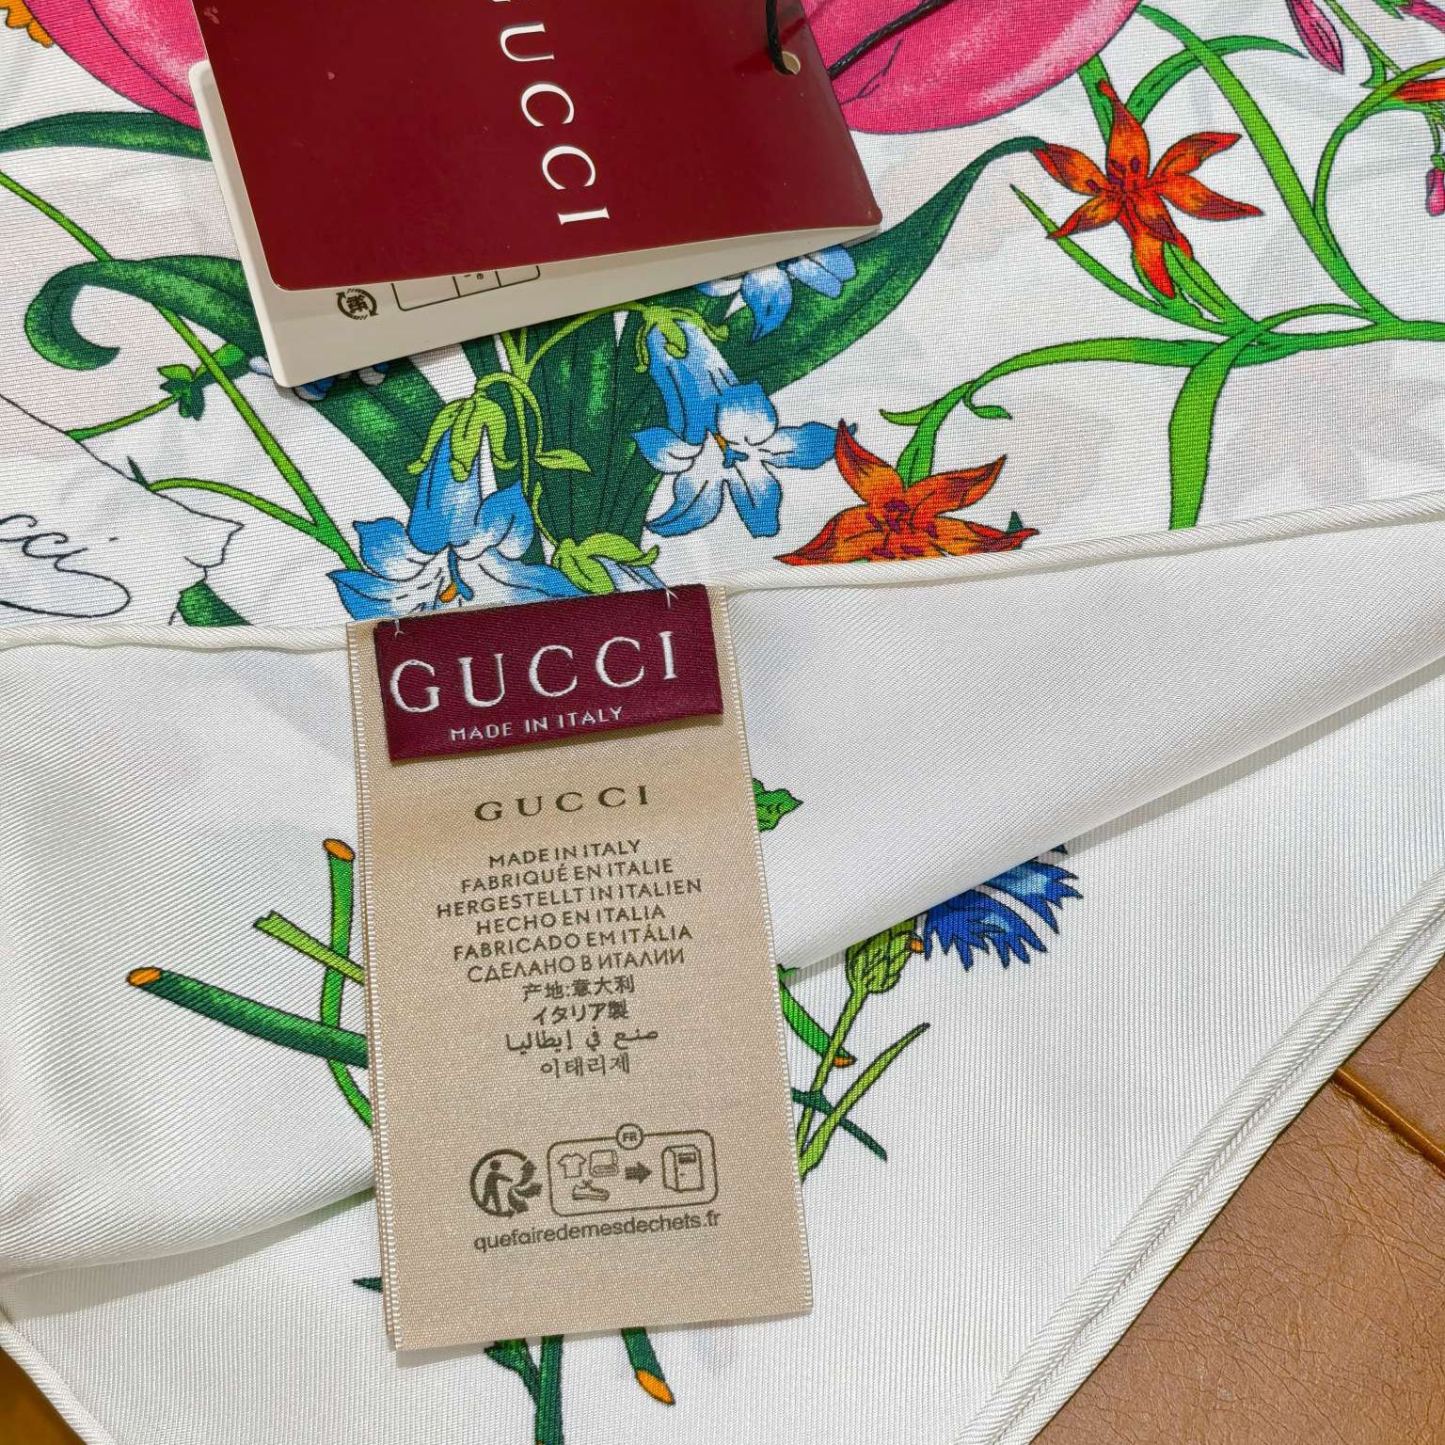 GUCCI
cci
GUCCI
MADE IN ITALY
GUCCI
MADE IN ITALY
FABRIQUÉ EN ITALIE
HERGESTELLT IN ITALIEN
HECHO EN ITALIA
FABRICADO EM ITÁLIA
СДЕЛАНО В ИТАЛИИ
产地:意大利
イタリア製
صنع في إيطاليا
이태리제
FR
quefairedemesdechets.fr